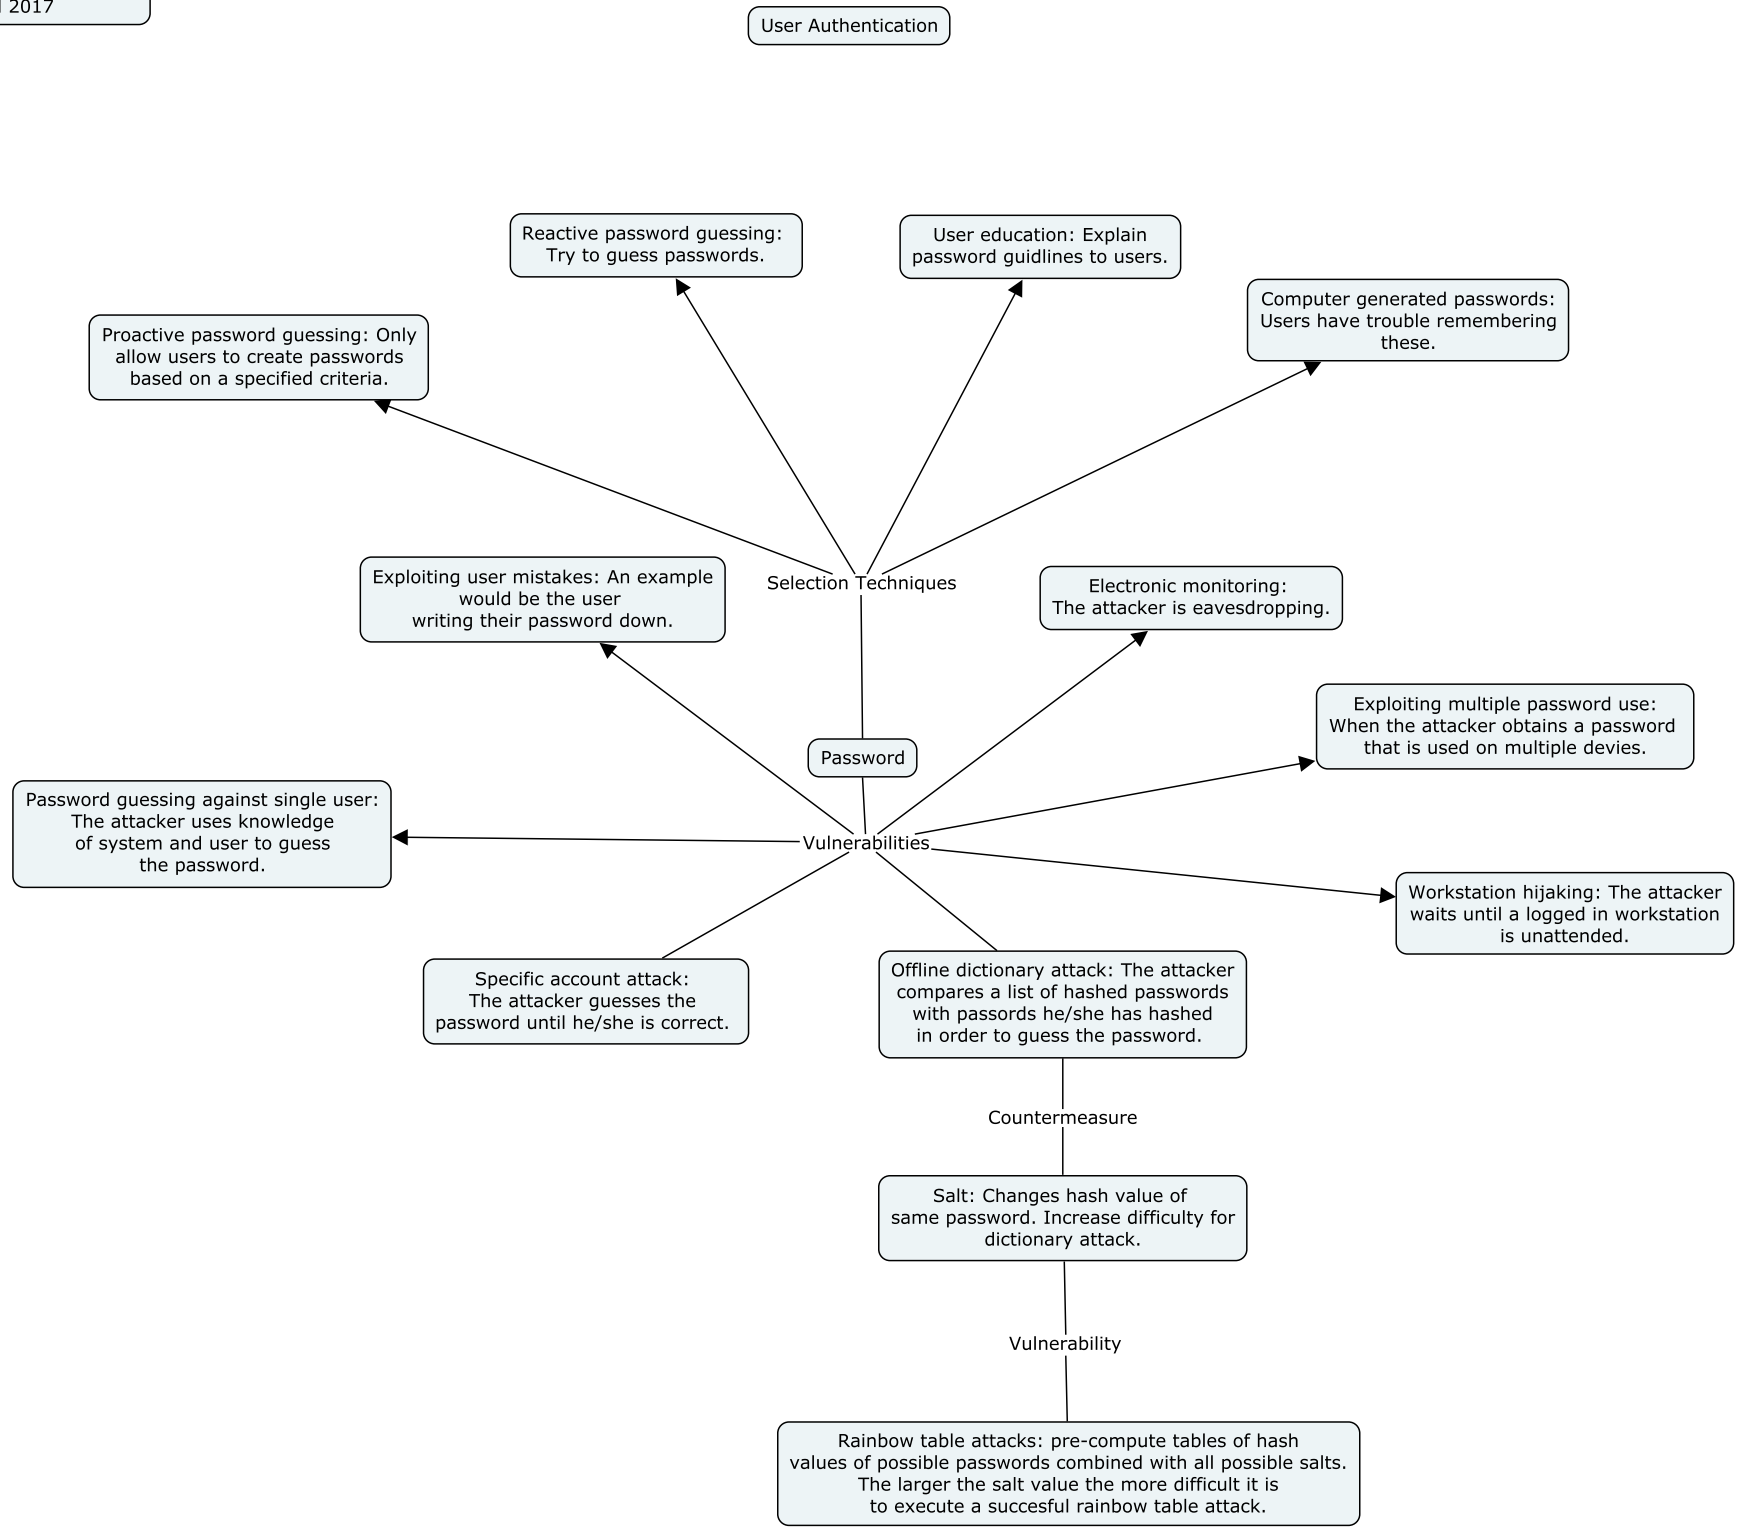 2017
User Authentication
Reactive password guessing:
Try to guess passwords.
User education: Explain
password guidlines to users.
Computer generated passwords:
Users have trouble remembering
these.
Proactive password guessing: Only
allow users to create passwords
based on a specified criteria.
Selection Techniques
Exploiting user mistakes: An example
would be the user
writing their password down.
Electronic monitoring:
The attacker is eavesdropping.
Exploiting multiple password use:
When the attacker obtains a password
that is used on multiple devies.
Password
Password guessing against single user:
The attacker uses knowledge
of system and user to guess
the password.
Vulnerabilities
Workstation hijaking: The attacker
waits until a logged in workstation
is unattended.
Specific account attack:
The attacker guesses the
password until he/she is correct.
Offline dictionary attack: The attacker
compares a list of hashed passwords
with passords he/she has hashed
in order to guess the password.
Countermeasure
Salt: Changes hash value of
same password. Increase difficulty for
dictionary attack.
Vulnerability
Rainbow table attacks: pre-compute tables of hash
values of possible passwords combined with all possible salts.
The larger the salt value the more difficult it is
to execute a succesful rainbow table attack.